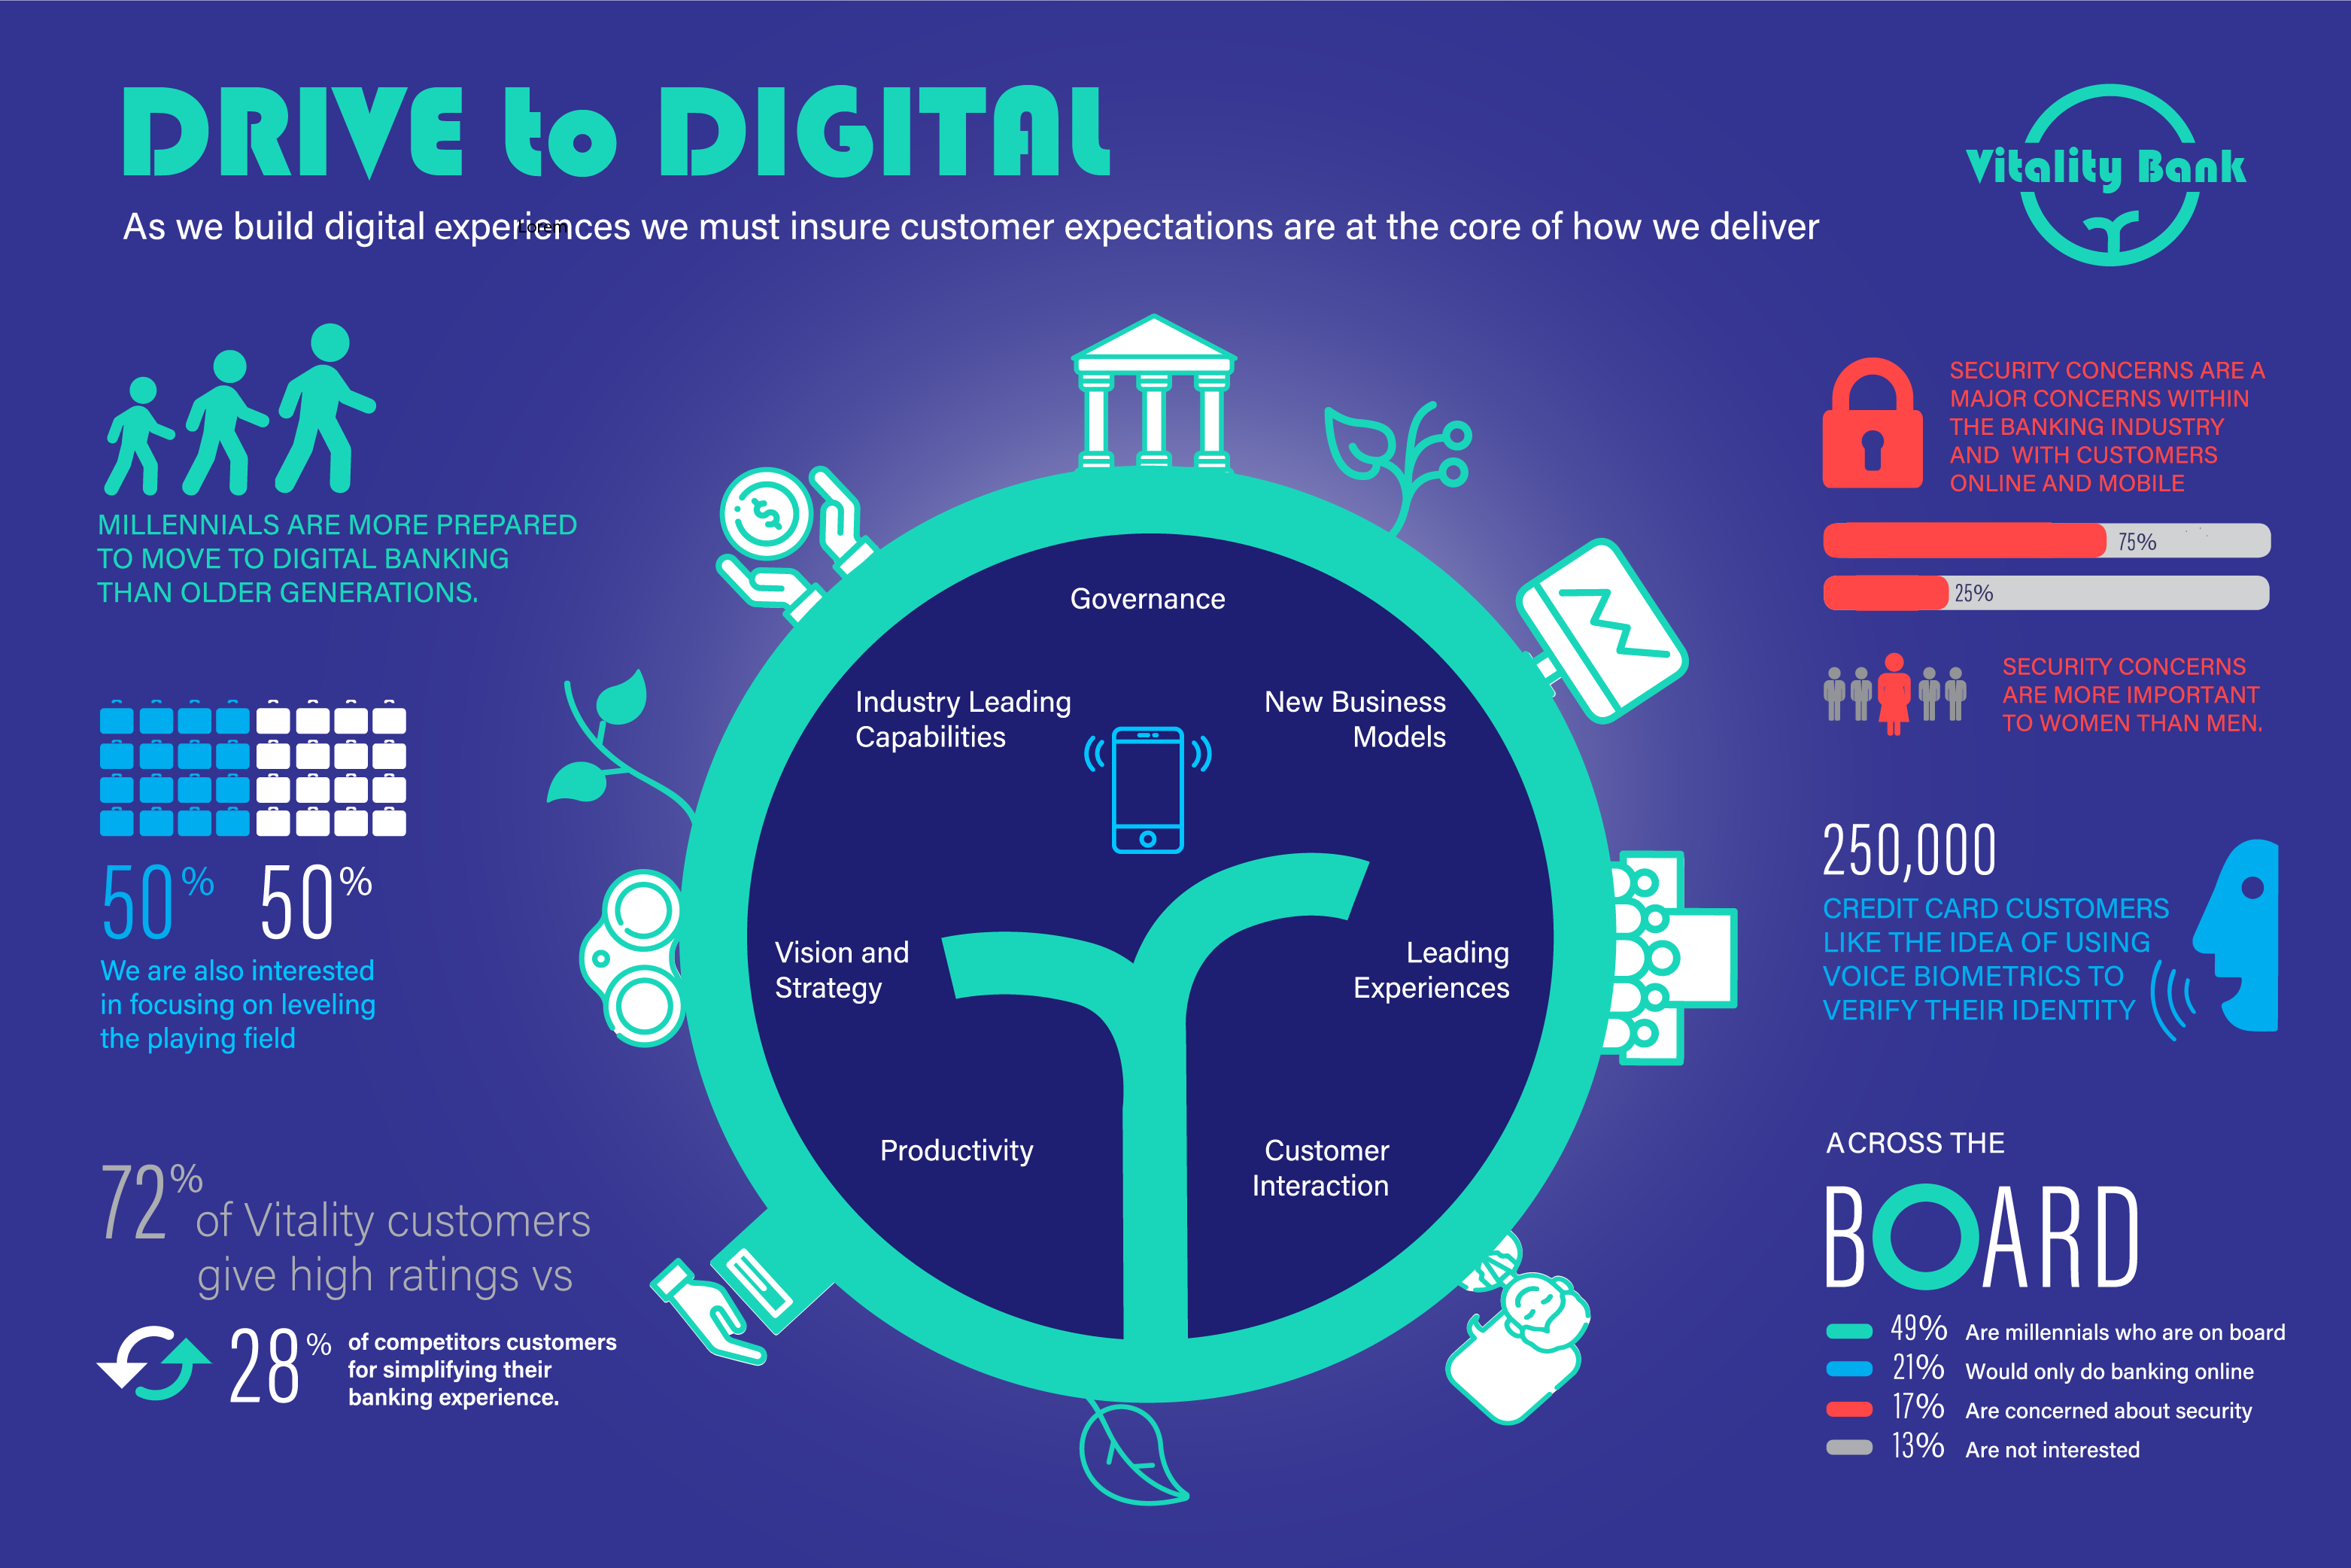 DRIVE to DIGITAL
As we build digital experiences we must insure customer expectations are at the core of how we deliver
Lorem
Vitality Bank
MILLENNIALS ARE MORE PREPARED
TO MOVE TO DIGITAL BANKING
THAN OLDER GENERATIONS.
50% 50%
We are also interested
in focusing on leveling
the playing field
72% of Vitality customers
give high ratings vs
28% of competitors customers
for simplifying their
banking experience.
Governance
Industry Leading
Capabilities
New Business
Models
Vision and
Strategy
Leading
Experiences
Productivity
Customer
Interaction
SECURITY CONCERNS ARE A
MAJOR CONCERNS WITHIN
THE BANKING INDUSTRY
AND WITH CUSTOMERS
ONLINE AND MOBILE
75%
25%
SECURITY CONCERNS
ARE MORE IMPORTANT
TO WOMEN THAN MEN.
250,000
CREDIT CARD CUSTOMERS
LIKE THE IDEA OF USING
VOICE BIOMETRICS TO
VERIFY THEIR IDENTITY
ACROSS THE
BOARD
49% Are millennials who are on board
21% Would only do banking online
17% Are concerned about security
13% Are not interested